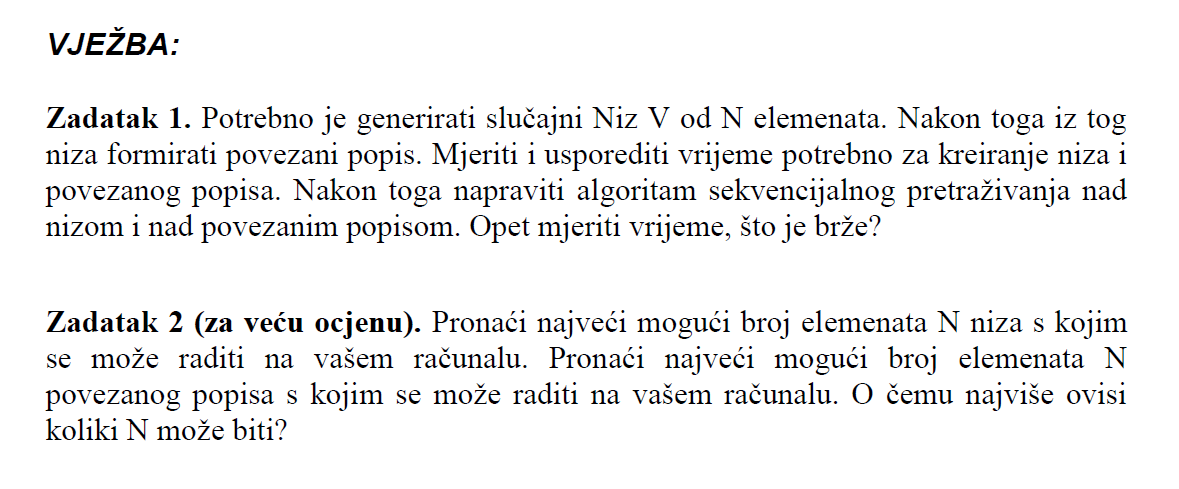 VJEŽBA:
Zadatak 1. Potrebno je generirati slučajni Niz V od N elemenata. Nakon toga iz tog
niza formirati povezani popis. Mjeriti i usporediti vrijeme potrebno za kreiranje niza i
povezanog popisa. Nakon toga napraviti algoritam sekvencijalnog pretraživanja nad
nizom i nad povezanim popisom. Opet mjeriti vrijeme, što je brže?
Zadatak 2 (za veću ocjenu). Pronaći najveći mogući broj elemenata N niza s kojim
se može raditi na vašem računalu. Pronaći najveći mogući broj elemenata N
povezanog popisa s kojim se može raditi na vašem računalu. O čemu najviše ovisi
koliki N može biti?